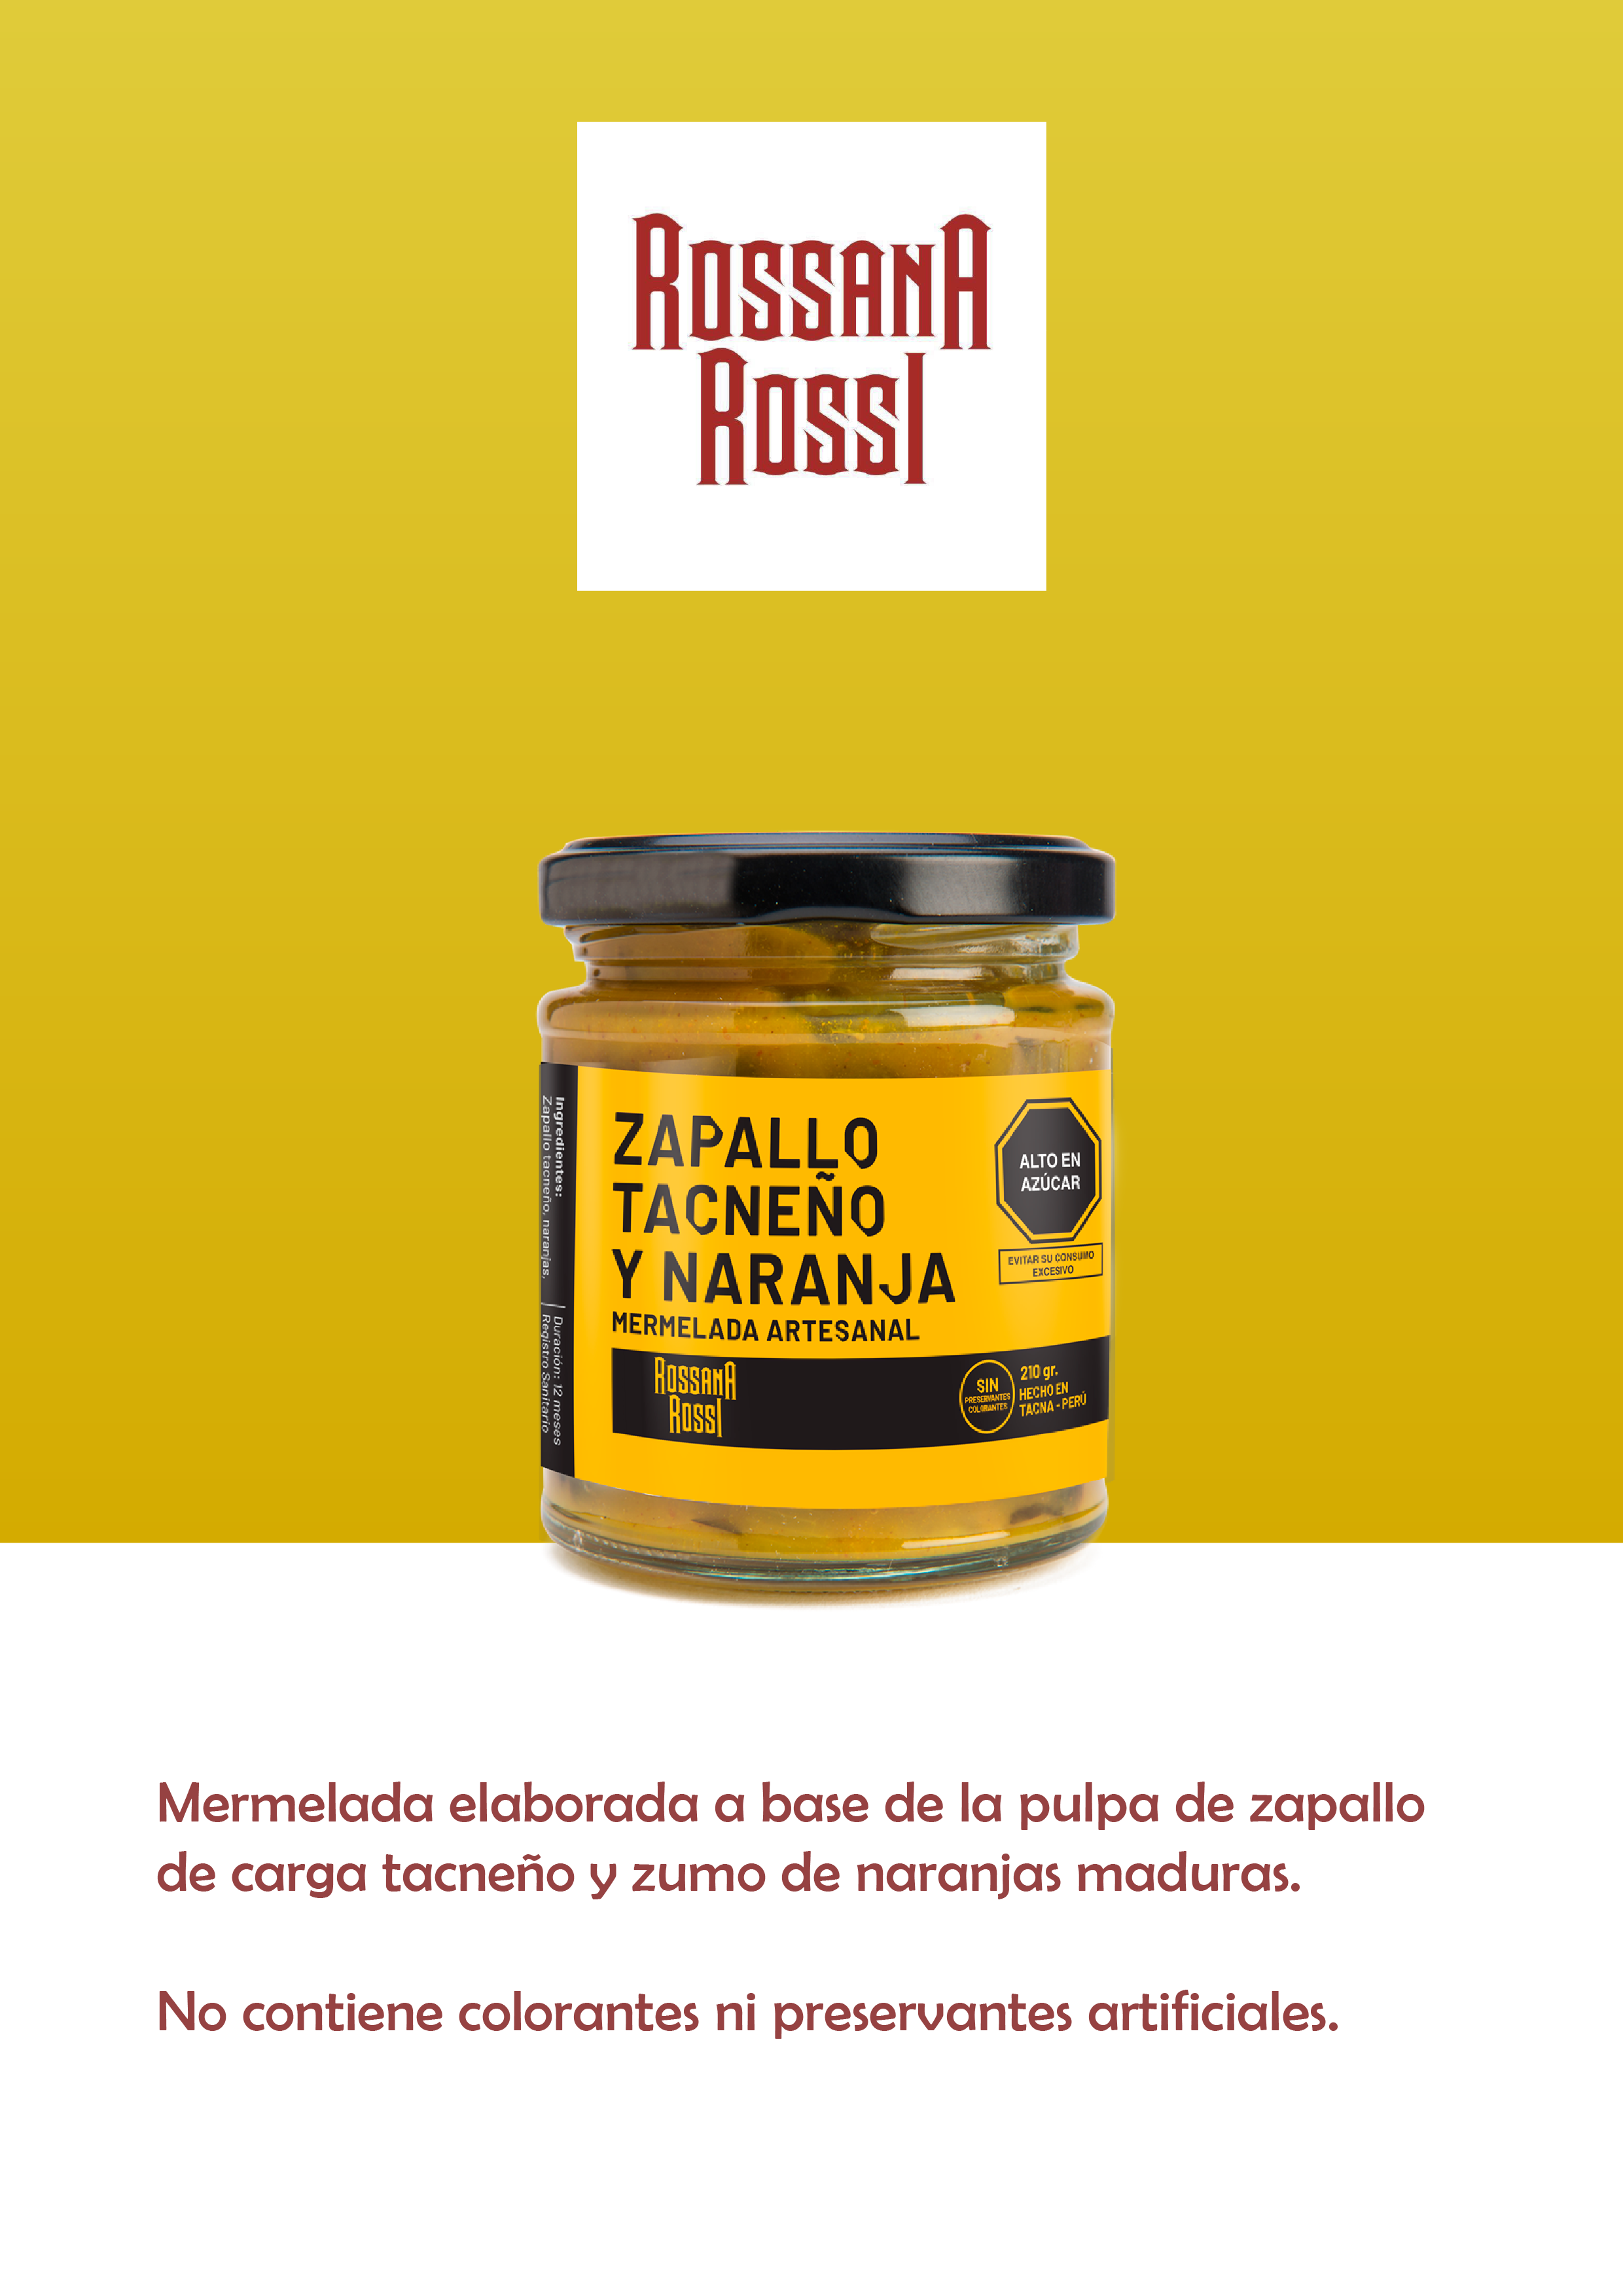 ROSSANA
ROSSI
Ingredientes:
Zapallo tacneño, naranjas,
Duración: 12 meses
Registro Sanitario
ZAPALLO
TACNEÑO
Y NARANJA
MERMELADA ARTESANAL
ALTO EN
AZÚCAR
EVITAR SU CONSUMO
EXCESIVO
ROSSANA
ROSSI
SIN
PRESERVANTES
COLORANTES
210 gr.
HECHO EN
TACNA - PERÚ
Mermelada elaborada a base de la pulpa de zapallo
de carga tacneño y zumo de naranjas maduras.
No contiene colorantes ni preservantes artificiales.